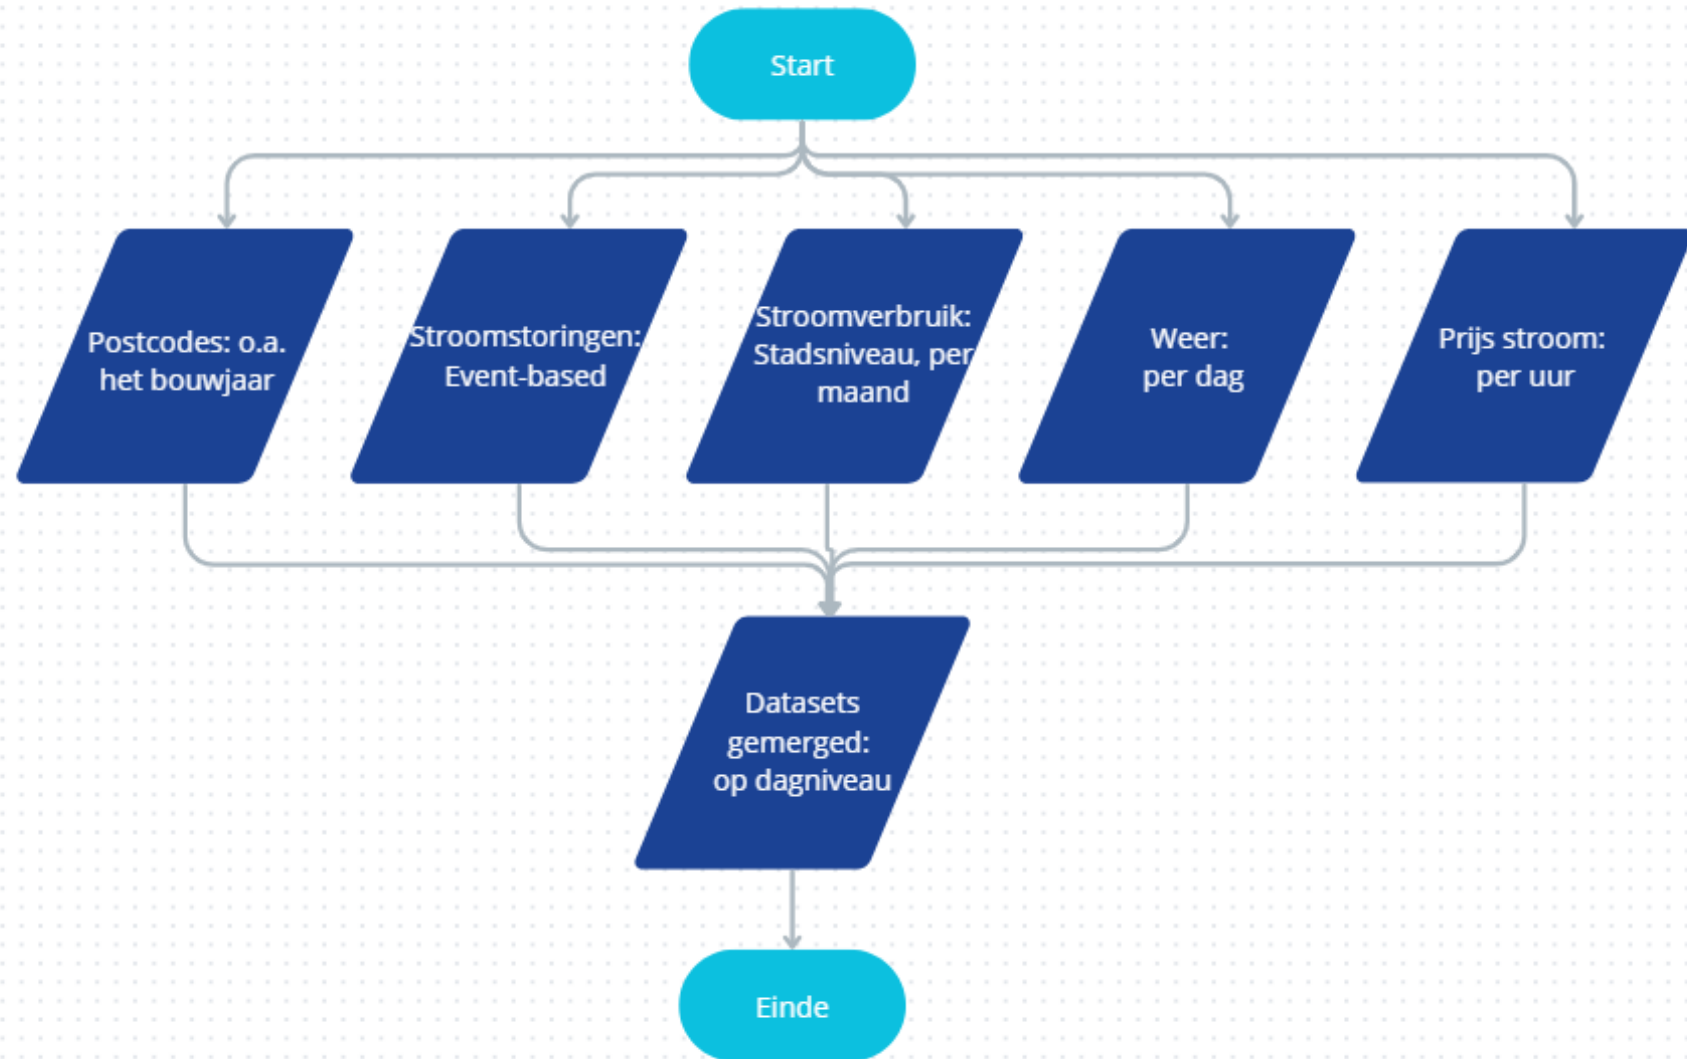 Start
Postcodes: o.a.
het bouwjaar
Stroomstoringen:
Event-based
Stroomverbruik:
Stadsniveau, per
maand
Weer:
per dag
Prijs stroom:
per uur
Datasets
gemerged:
op dagniveau
Einde